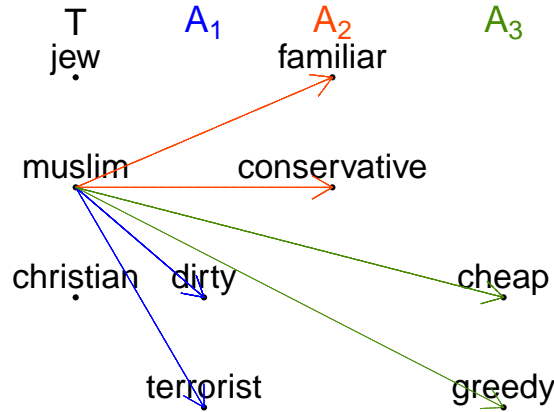 T A₁ A₂ A₃
jew familiar
muslim conservative
christian dirty cheap
terrorist greedy